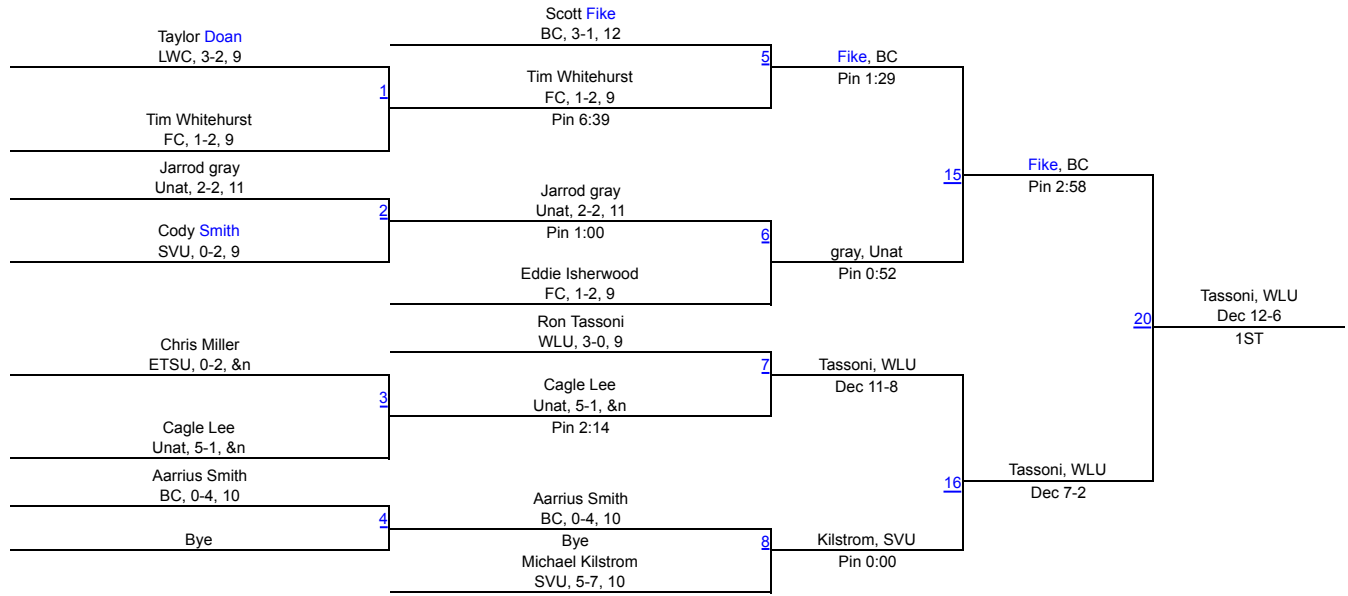 Taylor Doan
LWC, 3-2, 9
1
Tim Whitehurst
FC, 1-2, 9
Jarrod gray
Unat, 2-2, 11
2
Cody Smith
SVU, 0-2, 9
Chris Miller
ETSU, 0-2, &n
3
Cagle Lee
Unat, 5-1, &n
Aarrius Smith
BC, 0-4, 10
4
Bye
Scott Fike
BC, 3-1, 12
5
Tim Whitehurst
FC, 1-2, 9
Pin 6:39
Jarrod gray
Unat, 2-2, 11
Pin 1:00
6
Eddie Isherwood
FC, 1-2, 9
Ron Tassoni
WLU, 3-0, 9
7
Cagle Lee
Unat, 5-1, &n
Pin 2:14
Aarrius Smith
BC, 0-4, 10
Bye
8
Michael Kilstrom
SVU, 5-7, 10
Fike, BC
Pin 1:29
15
gray, Unat
Pin 0:52
Tassoni, WLU
Dec 11-8
16
Kilstrom, SVU
Pin 0:00
Fike, BC
Pin 2:58
20
Tassoni, WLU
Dec 7-2
Tassoni, WLU
Dec 12-6
1ST